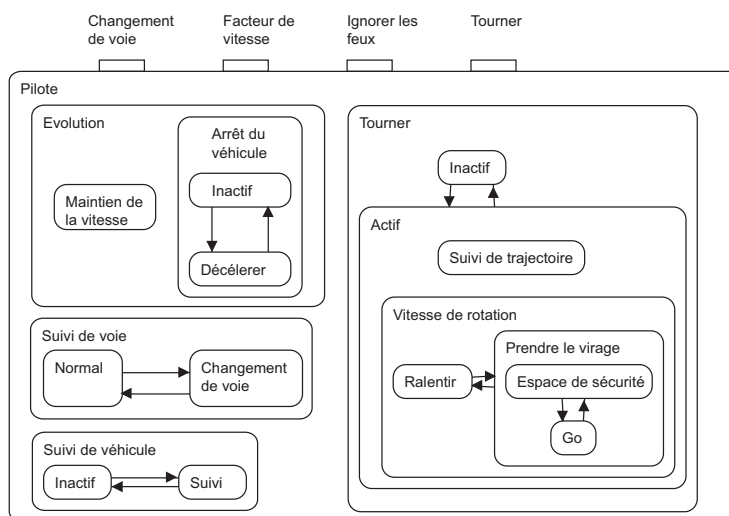 Changement
de voie
Facteur de
vitesse
Ignorer les
feux
Tourner
Pilote
Evolution
Arrêt du
véhicule
Maintien de
la vitesse
Inactif
Décélerer
Suivi de voie
Normal
Changement
de voie
Suivi de véhicule
Inactif
Suivi
Tourner
Inactif
Actif
Suivi de trajectoire
Vitesse de rotation
Prendre le virage
Ralentir
Espace de sécurité
Go